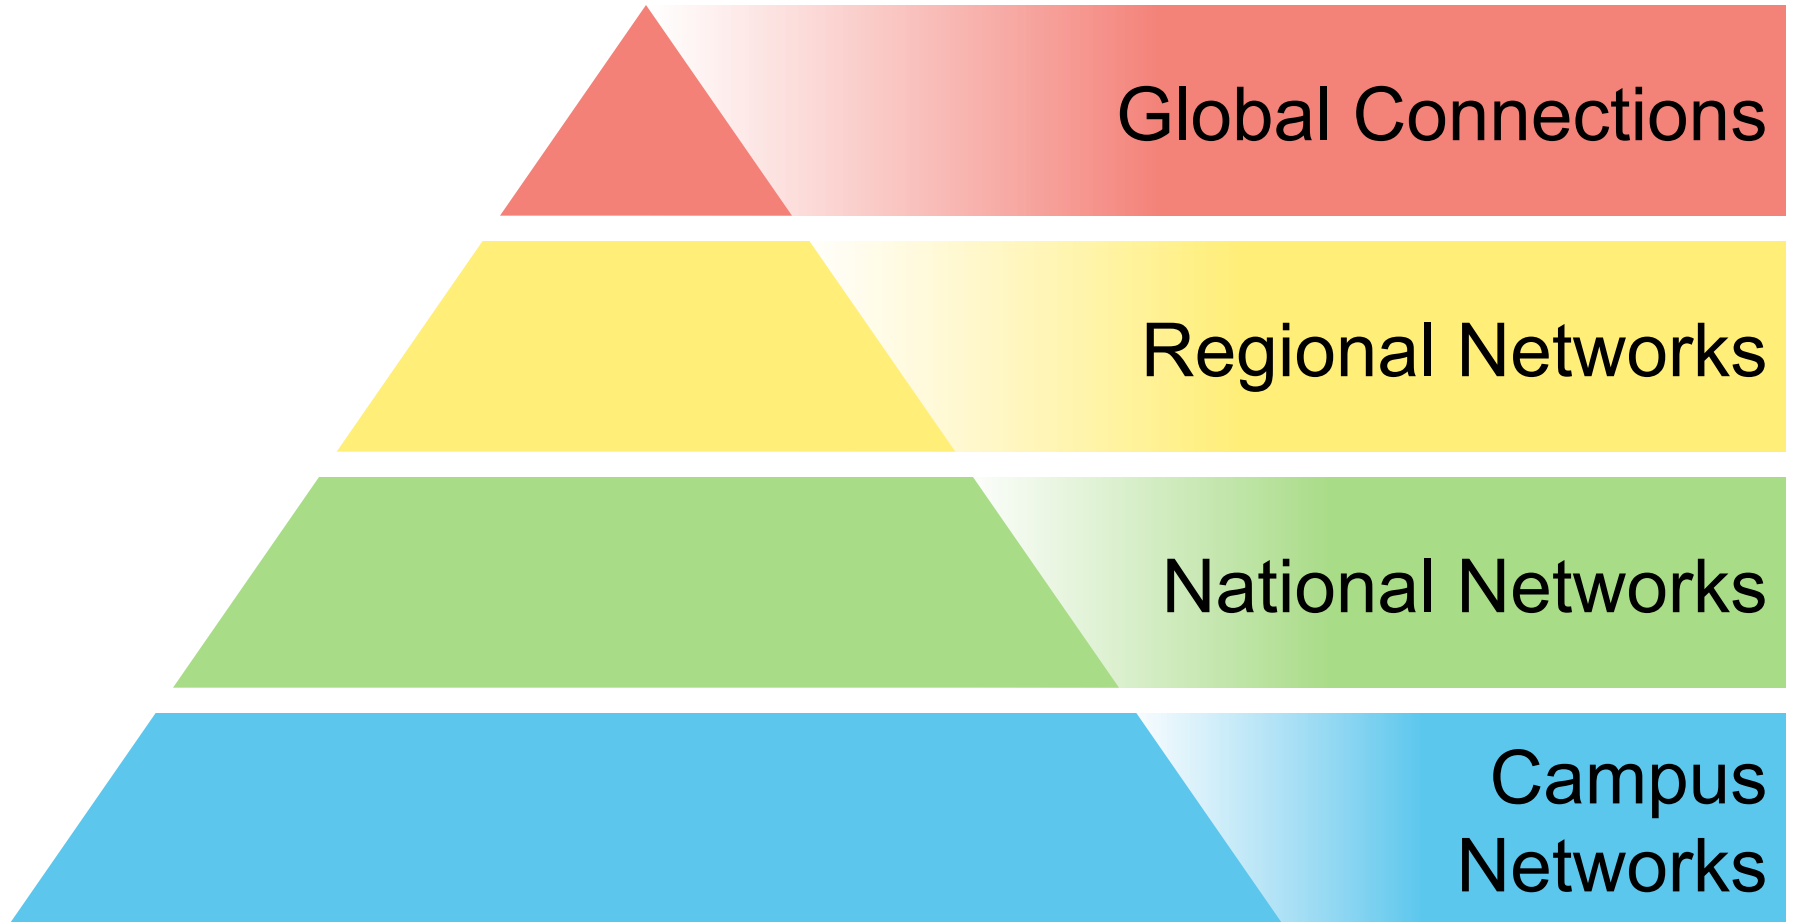 Global Connections
Regional Networks
National Networks
Campus
Networks